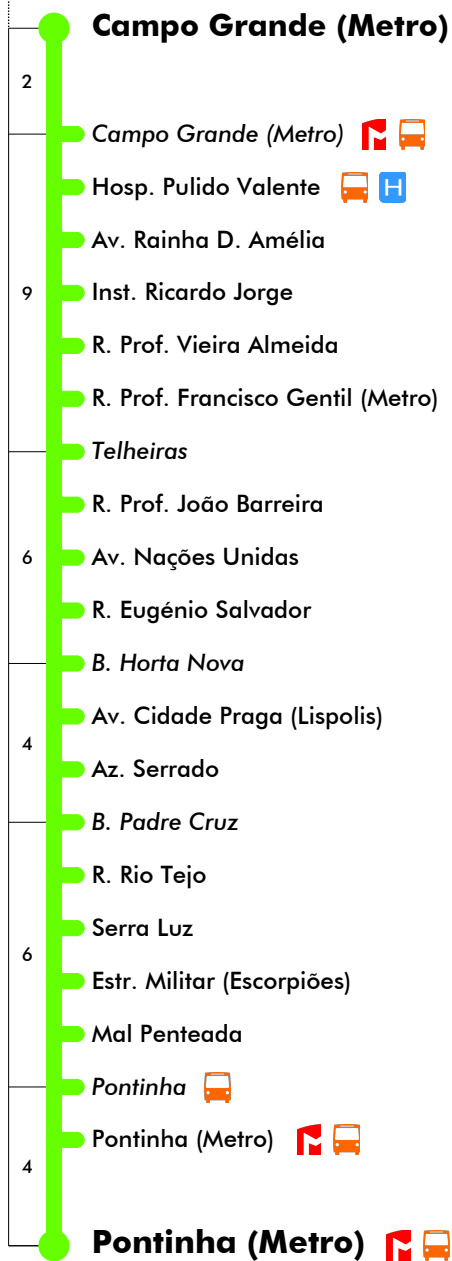 Campo Grande (Metro)
2
Campo Grande (Metro)
Hosp. Pulido Valente H
Av. Rainha D. Amélia
9 Inst. Ricardo Jorge
R. Prof. Vieira Almeida
R. Prof. Francisco Gentil (Metro)
Telheiras
R. Prof. João Barreira
6 Av. Nações Unidas
R. Eugénio Salvador
B. Horta Nova
Av. Cidade Praga (Lispolis)
4
Az. Serrado
B. Padre Cruz
R. Rio Tejo
Serra Luz
6
Estr. Militar (Escorpiões)
Mal Penteada
Pontinha
Pontinha (Metro)
4
Pontinha (Metro)